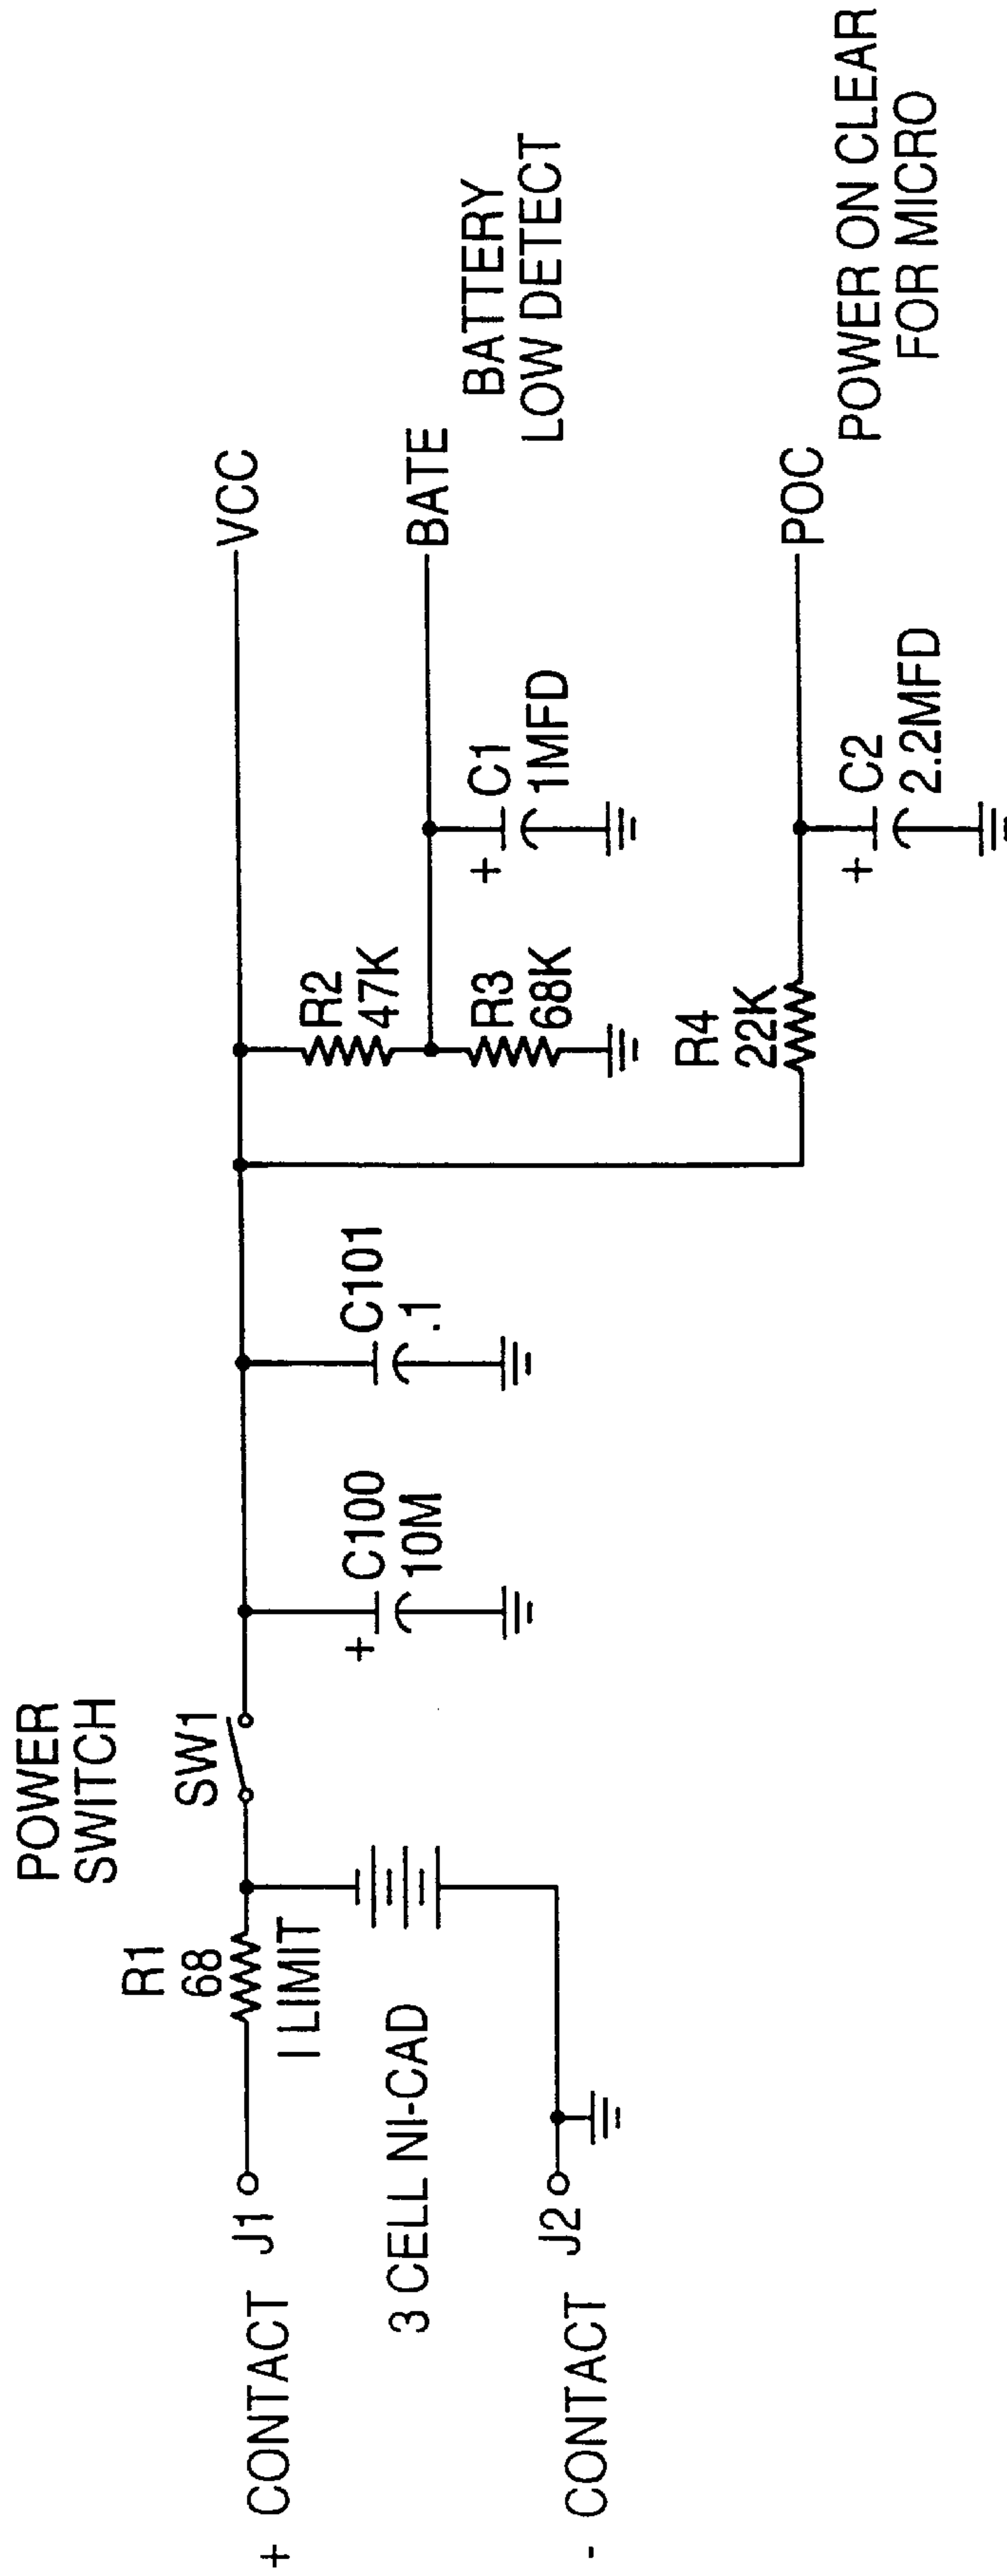 POWER
SWITCH
SW1
R1
68
I LIMIT
+ CONTACT J1
3 CELL NI-CAD
- CONTACT J2
+
C100
10M
C101
.1
VCC
R2
47K
R3
68K
BATE
BATTERY
LOW DETECT
+
C1
1MFD
R4
22K
POC
POWER ON CLEAR
FOR MICRO
+
C2
2.2MFD